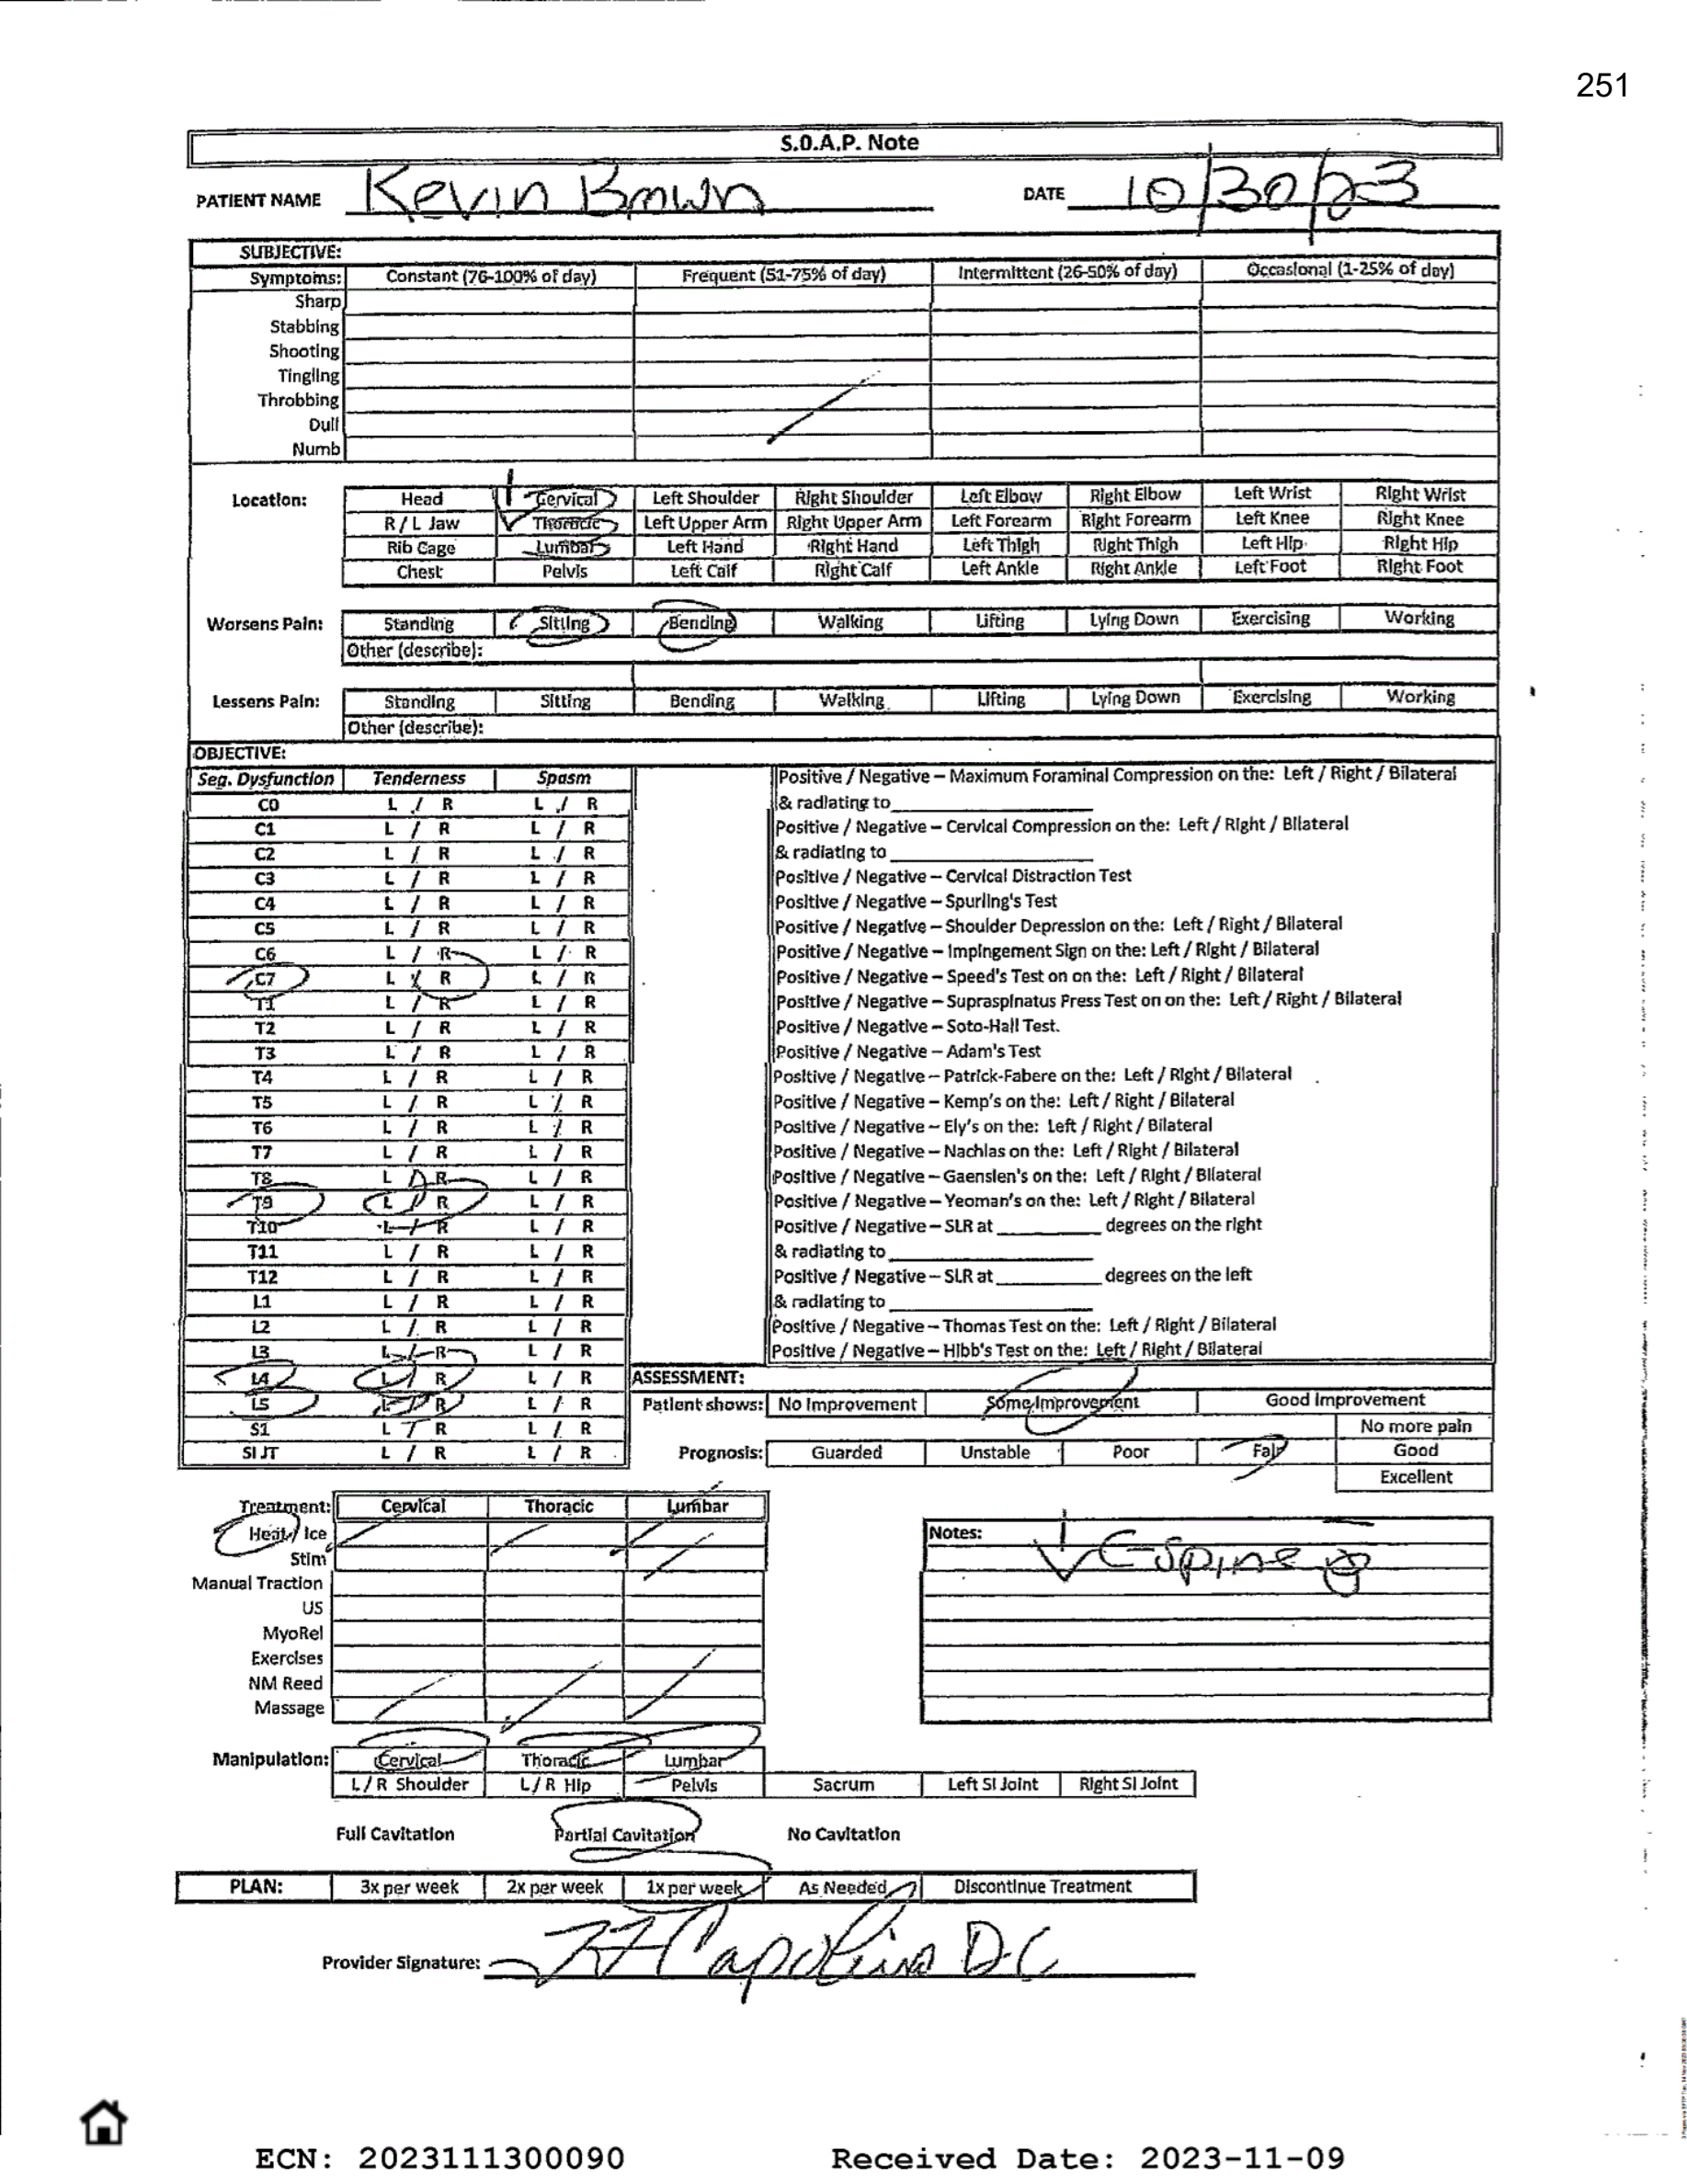 251
S.O.A.P. Note
PATIENT NAME Kevin Brown DATE 10/30/23
SUBJECTIVE:
Symptoms: Constant (76-100% of day) Frequent (51-75% of day) Intermittent (26-50% of day) Occasional (1-25% of day)
Sharp
Stabbing
Shooting
Tingling
Throbbing
Dull
Numb
Location: Head Cervical Left Shoulder Right Shoulder Left Elbow Right Elbow Left Wrist Right Wrist
R / L Jaw Thoracic Left Upper Arm Right Upper Arm Left Forearm Right Forearm Left Knee Right Knee
Rib Cage Lumbar Left Hand Right Hand Left Thigh Right Thigh Left Hip Right Hip
Chest Pelvis Left Calf Right Calf Left Ankle Right Ankle Left Foot Right Foot
Worsens Pain: Standing Sitting Bending Walking Lifting Lying Down Exercising Working
Other (describe):
Lessens Pain: Standing Sitting Bending Walking Lifting Lying Down Exercising Working
Other (describe):
OBJECTIVE:
Seg. Dysfunction Tenderness Spasm Positive / Negative – Maximum Foraminal Compression on the: Left / Right / Bilateral
C0 L / R L / R & radiating to
C1 L / R L / R Positive / Negative – Cervical Compression on the: Left / Right / Bilateral
C2 L / R L / R & radiating to
C3 L / R L / R Positive / Negative – Cervical Distraction Test
C4 L / R L / R Positive / Negative – Spurling's Test
C5 L / R L / R Positive / Negative – Shoulder Depression on the: Left / Right / Bilateral
C6 L / R L / R Positive / Negative – Impingement Sign on the: Left / Right / Bilateral
C7 L / R L / R Positive / Negative – Speed's Test on on the: Left / Right / Bilateral
T1 L / R L / R Positive / Negative – Supraspinatus Press Test on on the: Left / Right / Bilateral
T2 L / R L / R Positive / Negative – Soto-Hall Test.
T3 L / R L / R Positive / Negative – Adam's Test
T4 L / R L / R Positive / Negative – Patrick-Fabere on the: Left / Right / Bilateral
T5 L / R L / R Positive / Negative – Kemp's on the: Left / Right / Bilateral
T6 L / R L / R Positive / Negative – Ely's on the: Left / Right / Bilateral
T7 L / R L / R Positive / Negative – Nachlas on the: Left / Right / Bilateral
T8 L / R L / R Positive / Negative – Gaenslen's on the: Left / Right / Bilateral
T9 L / R L / R Positive / Negative – Yeoman's on the: Left / Right / Bilateral
T10 L / R L / R Positive / Negative – SLR at degrees on the right
T11 L / R L / R & radiating to
T12 L / R L / R Positive / Negative – SLR at degrees on the left
L1 L / R L / R & radiating to
L2 L / R L / R Positive / Negative – Thomas Test on the: Left / Right / Bilateral
L3 L / R L / R Positive / Negative – Hibb's Test on the: Left / Right / Bilateral
L4 L / R L / R ASSESSMENT:
L5 L / R L / R Patient shows: No Improvement Some Improvement Good Improvement
S1 L / R L / R No more pain
SI JT L / R L / R Prognosis: Guarded Unstable Poor Fair Good
Excellent
Treatment: Cervical Thoracic Lumbar
Heat / Ice Notes: ↓ C-spine
Stim
Manual Traction
US
MyoRel
Exercises
NM Reed
Massage
Manipulation: Cervical Thoracic Lumbar
L / R Shoulder L / R Hip Pelvis Sacrum Left SI Joint Right SI Joint
Full Cavitation Partial Cavitation No Cavitation
PLAN: 3x per week 2x per week 1x per week As Needed Discontinue Treatment
Provider Signature: D.C
ECN: 2023111300090 Received Date: 2023-11-09